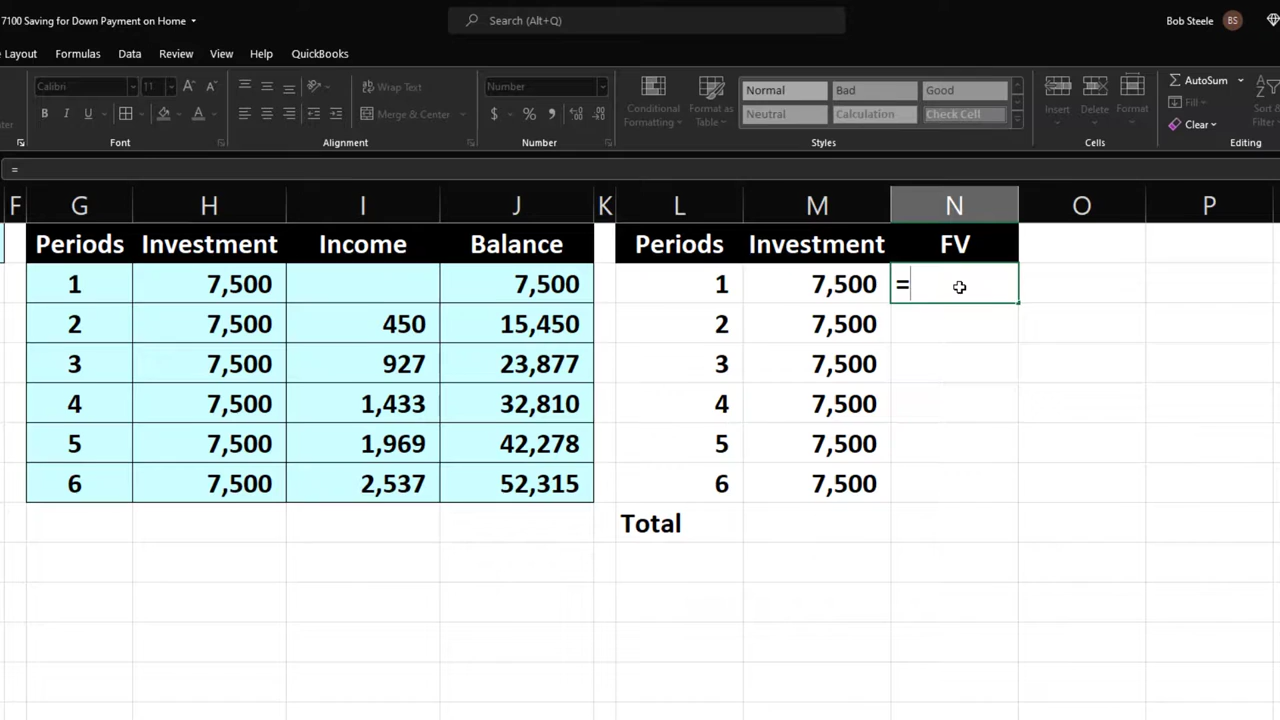 7100 Saving for Down Payment on Home
Search (Alt+Q)
Bob Steele
BS
Layout Formulas Data Review View Help QuickBooks
Calibri 11 A A Wrap Text Number Conditional Format as Normal Bad Good Insert Delete Format AutoSum
B I U A Merge & Center $ % Formatting Table Neutral Calculation Check Cell Fill Clear Sort
Filter
Font Alignment Number Styles Cells Editing
=
F G H I J K L M N O P
Periods Investment Income Balance Periods Investment FV
1 7,500 7,500 1 7,500 =
2 7,500 450 15,450 2 7,500
3 7,500 927 23,877 3 7,500
4 7,500 1,433 32,810 4 7,500
5 7,500 1,969 42,278 5 7,500
6 7,500 2,537 52,315 6 7,500
Total